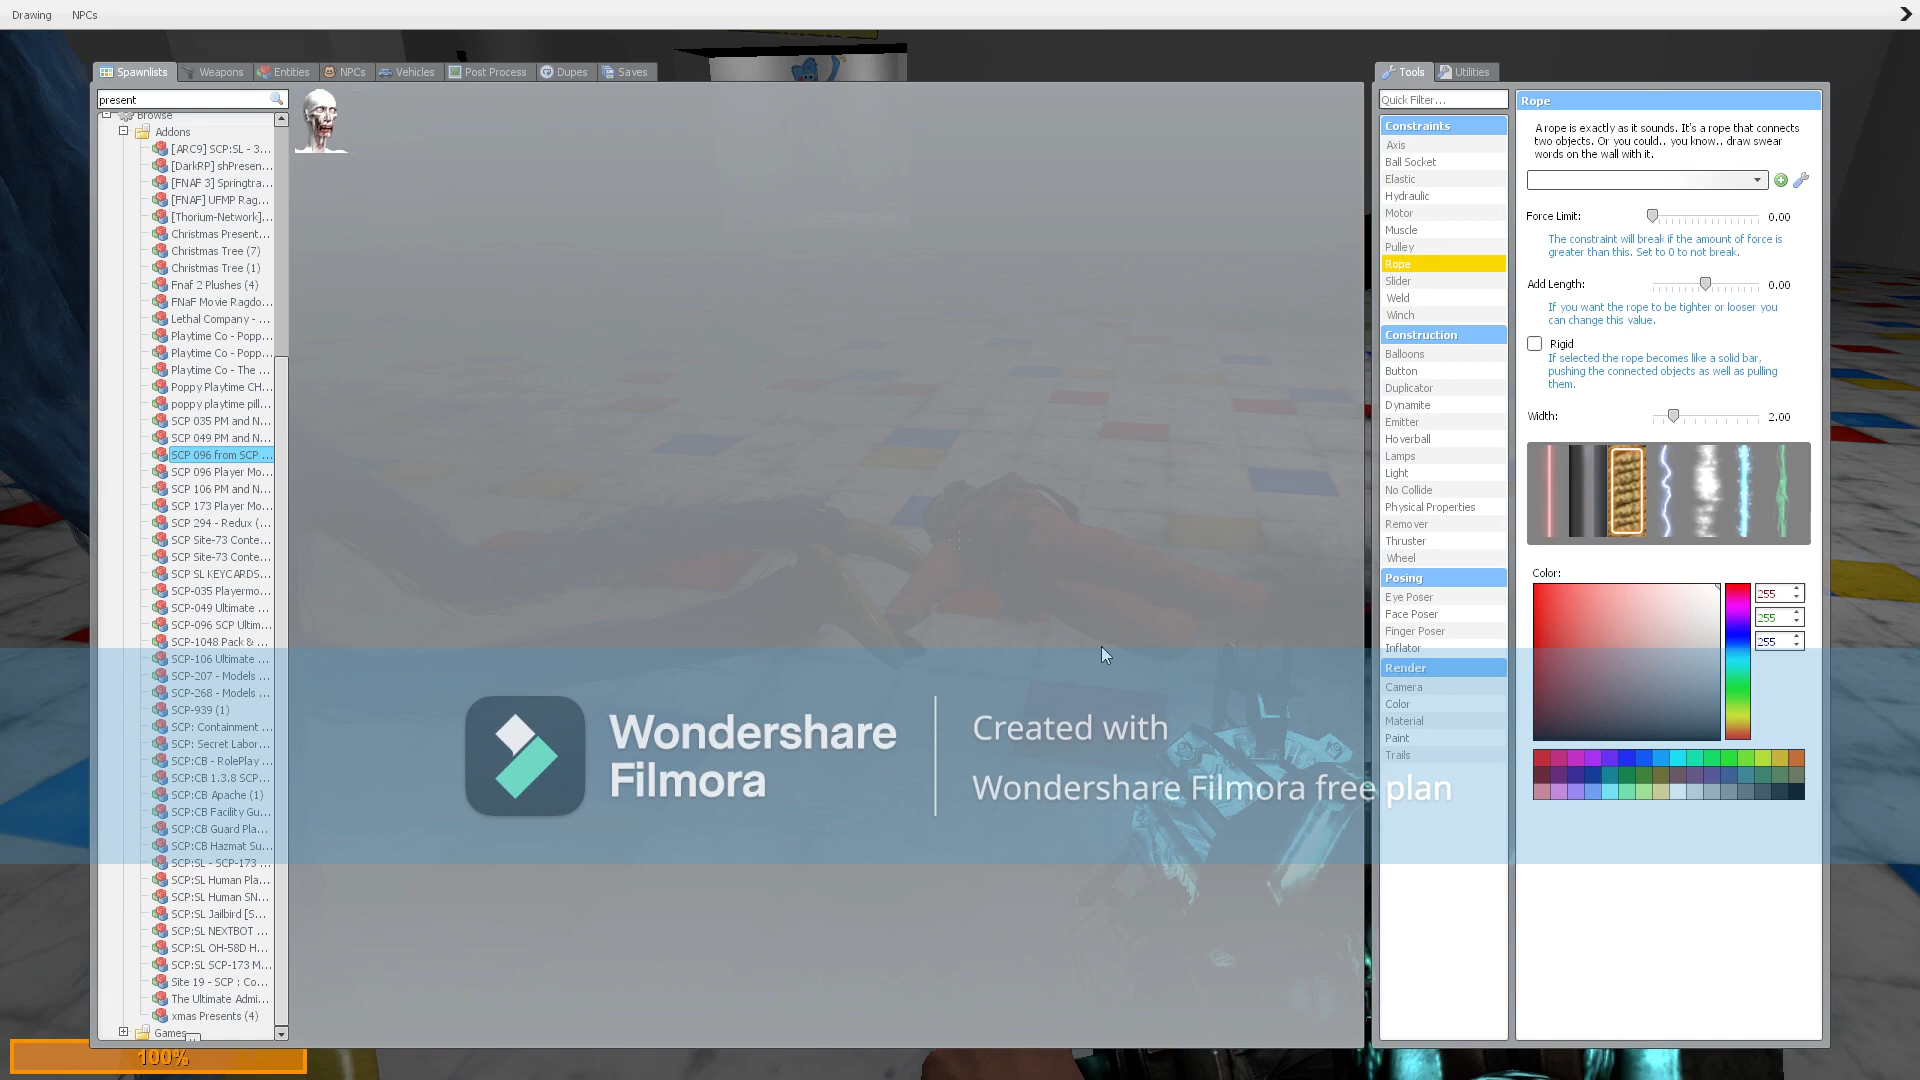 Drawing NPCs
Spawnlists Weapons Entities NPCs Vehicles Post Process Dupes Saves
Tools Utilities
present
Browse
Addons
[ARC9] SCP:SL - 3...
[DarkRP] shPresen...
[FNAF 3] Springtra...
[FNAF] UFMP Rag...
[Thorium-Network]...
Christmas Present...
Christmas Tree (7)
Christmas Tree (1)
Fnaf 2 Plushes (4)
FNaF Movie Ragdo...
Lethal Company - ...
Playtime Co - Popp...
Playtime Co - Popp...
Playtime Co - The ...
Poppy Playtime CH...
poppy playtime pill...
SCP 035 PM and N...
SCP 049 PM and N...
SCP 096 from SCP ...
SCP 096 Player Mo...
SCP 106 PM and N...
SCP 173 Player Mo...
SCP 294 - Redux (...
SCP Site-73 Conte...
SCP Site-73 Conte...
SCP SL KEYCARDS...
SCP-035 Playermo...
SCP-049 Ultimate ...
SCP-096 SCP Ultim...
SCP-1048 Pack & ...
SCP-106 Ultimate ...
SCP-207 - Models ...
SCP-268 - Models ...
SCP-939 (1)
SCP: Containment ...
SCP: Secret Labor...
SCP:CB - RolePlay ...
SCP:CB 1.3.8 SCP...
SCP:CB Apache (1)
SCP:CB Facility Gu...
SCP:CB Guard Pla...
SCP:CB Hazmat Su...
SCP:SL - SCP-173 ...
SCP:SL Human Pla...
SCP:SL Human SN...
SCP:SL Jailbird [S...
SCP:SL NEXTBOT ...
SCP:SL OH-58D H...
SCP:SL SCP-173 M...
Site 19 - SCP : Co...
The Ultimate Admi...
xmas Presents (4)
Games
100%
Wondershare
Filmora
Created with
Wondershare Filmora free plan
Quick Filter...
Constraints
Axis
Ball Socket
Elastic
Hydraulic
Motor
Muscle
Pulley
Rope
Slider
Weld
Winch
Construction
Balloons
Button
Duplicator
Dynamite
Emitter
Hoverball
Lamps
Light
No Collide
Physical Properties
Remover
Thruster
Wheel
Posing
Eye Poser
Face Poser
Finger Poser
Inflator
Render
Camera
Color
Material
Paint
Trails
Rope
A rope is exactly as it sounds. It's a rope that connects
two objects. Or you could.. you know.. draw swear
words on the wall with it.
Force Limit: 0.00
The constraint will break if the amount of force is
greater than this. Set to 0 to not break.
Add Length: 0.00
If you want the rope to be tighter or looser you
can change this value.
Rigid
If selected the rope becomes like a solid bar,
pushing the connected objects as well as pulling
them.
Width: 2.00
Color:
255
255
255